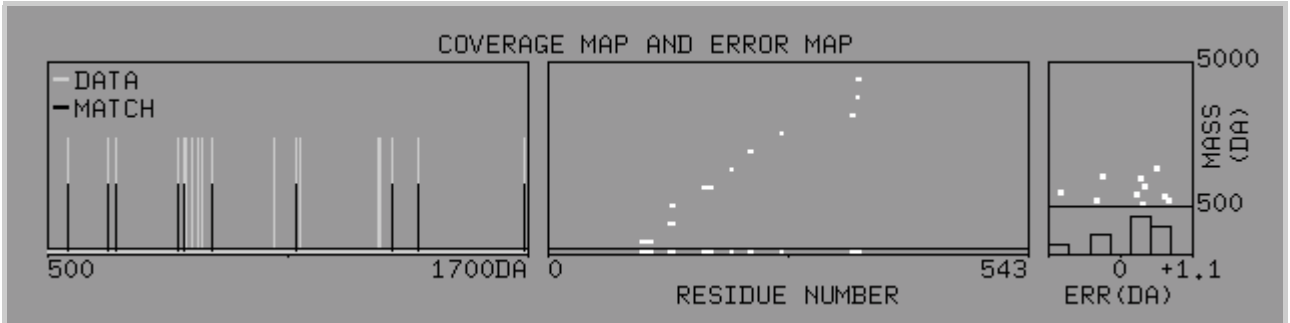 COVERAGE MAP AND ERROR MAP
DATA
MATCH
500
1700DA
0
543
RESIDUE NUMBER
5000
500
MASS
(DA)
0
+1.1
ERR(DA)